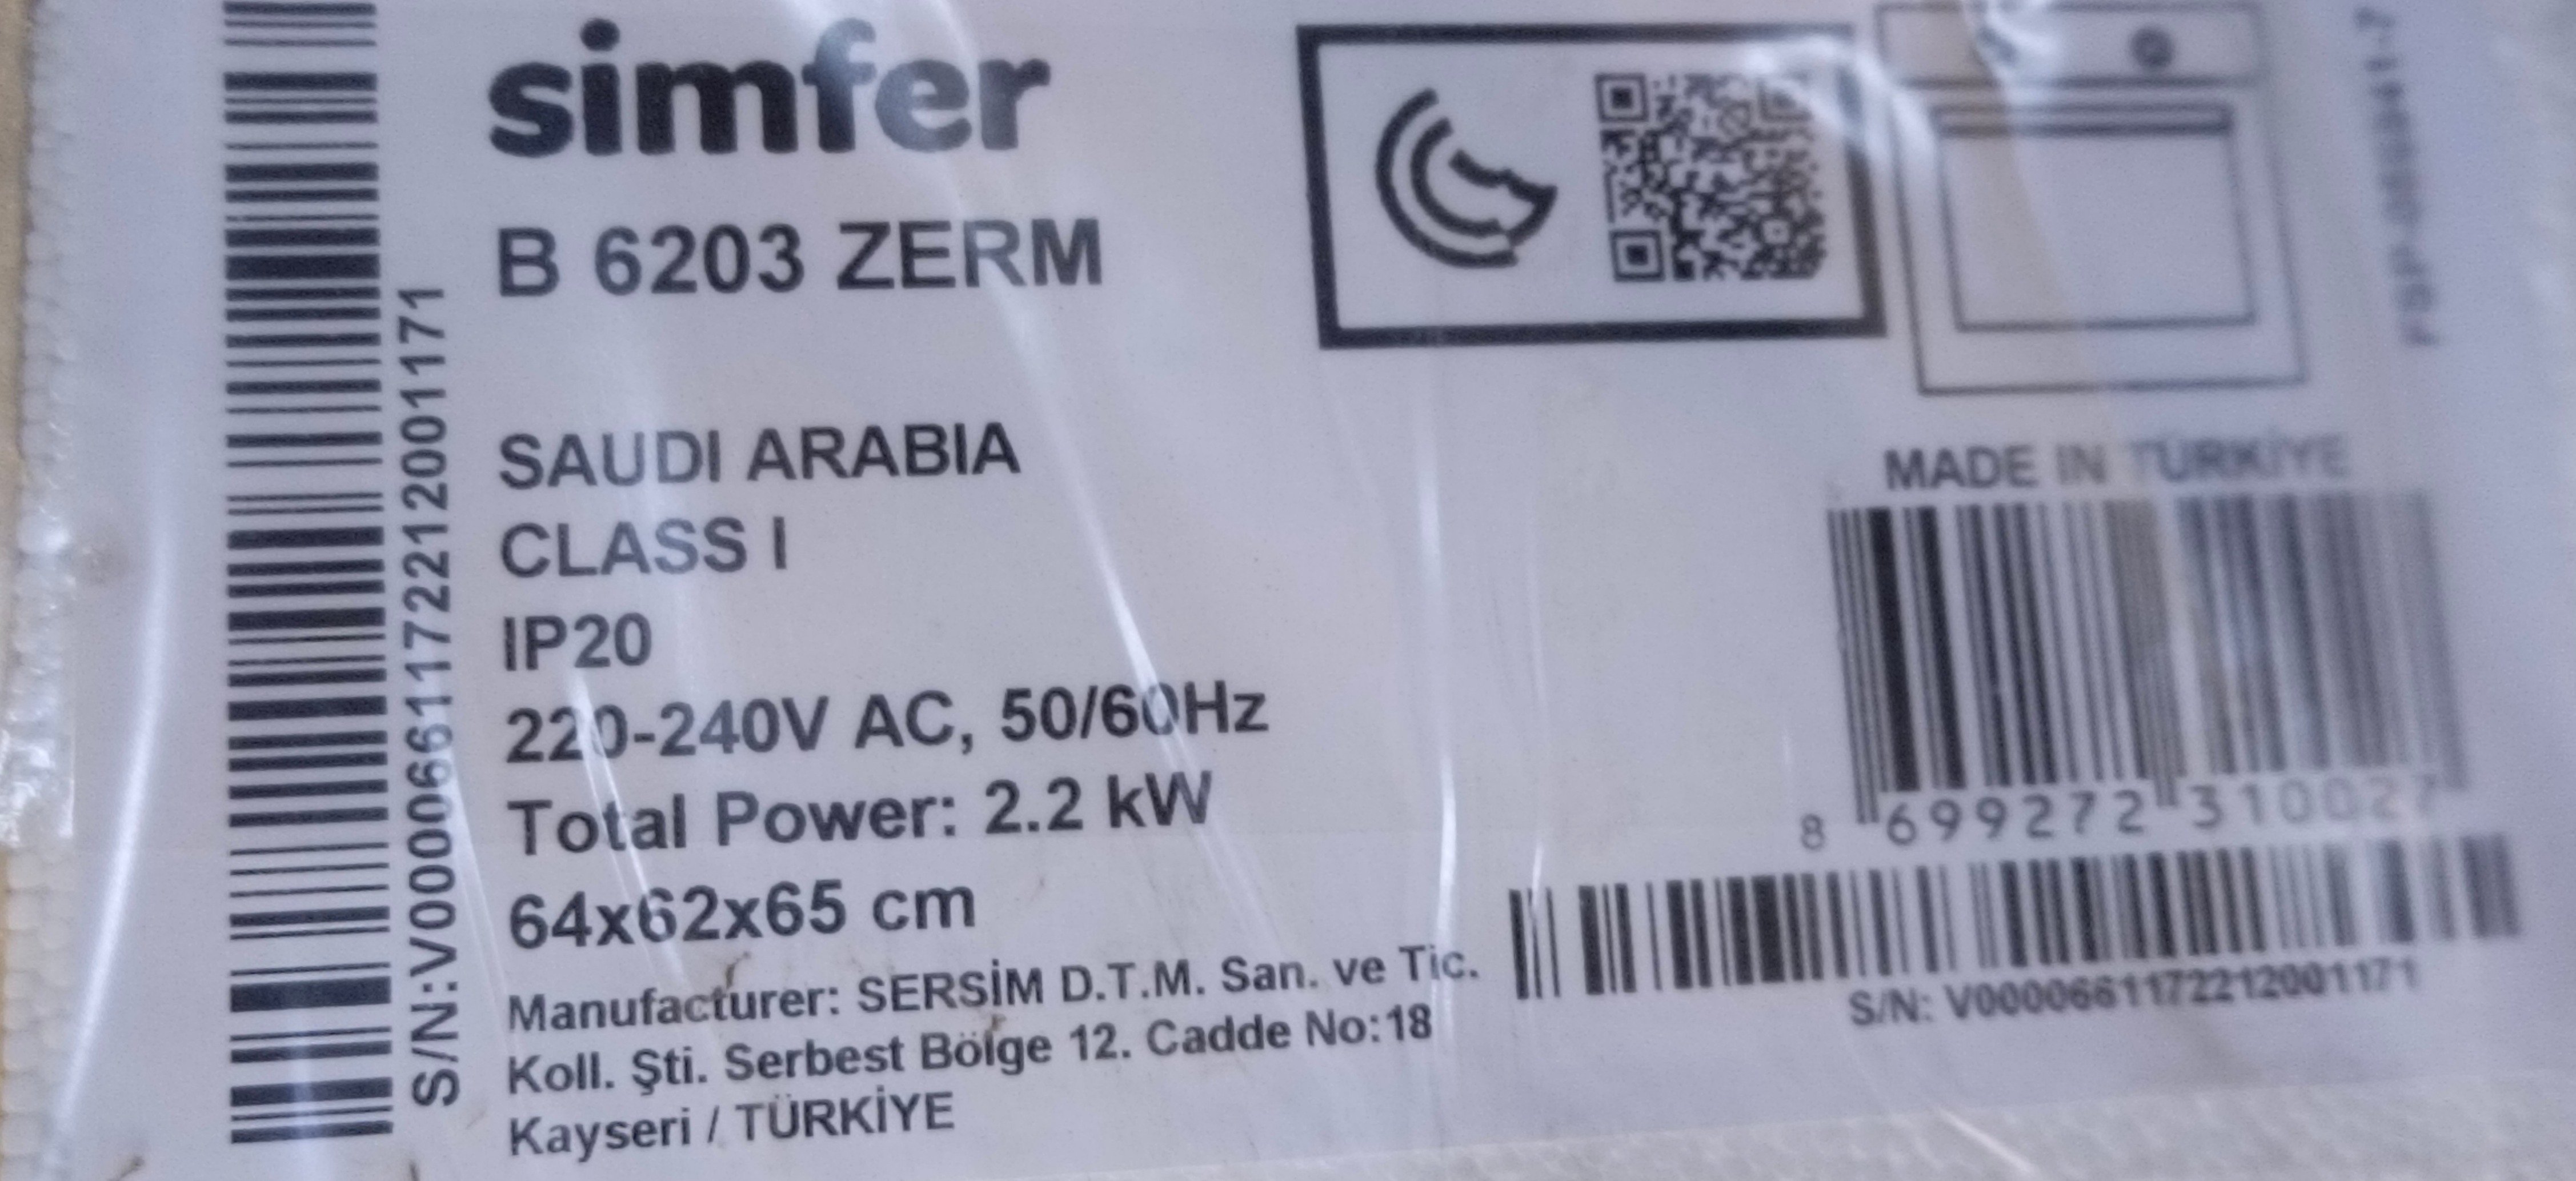 simfer
B 6203 ZERM
SAUDI ARABIA
CLASS I
IP20
220-240V AC, 50/60Hz
Total Power: 2.2 kW
64x62x65 cm
Manufacturer: SERSİM D.T.M. San. ve Tic.
Koll. Şti. Serbest Bölge 12. Cadde No:18
Kayseri / TÜRKİYE
S/N:V0000661172212001171
MADE IN TÜRKİYE
8 699272 310027
S/N: V0000661172212001171